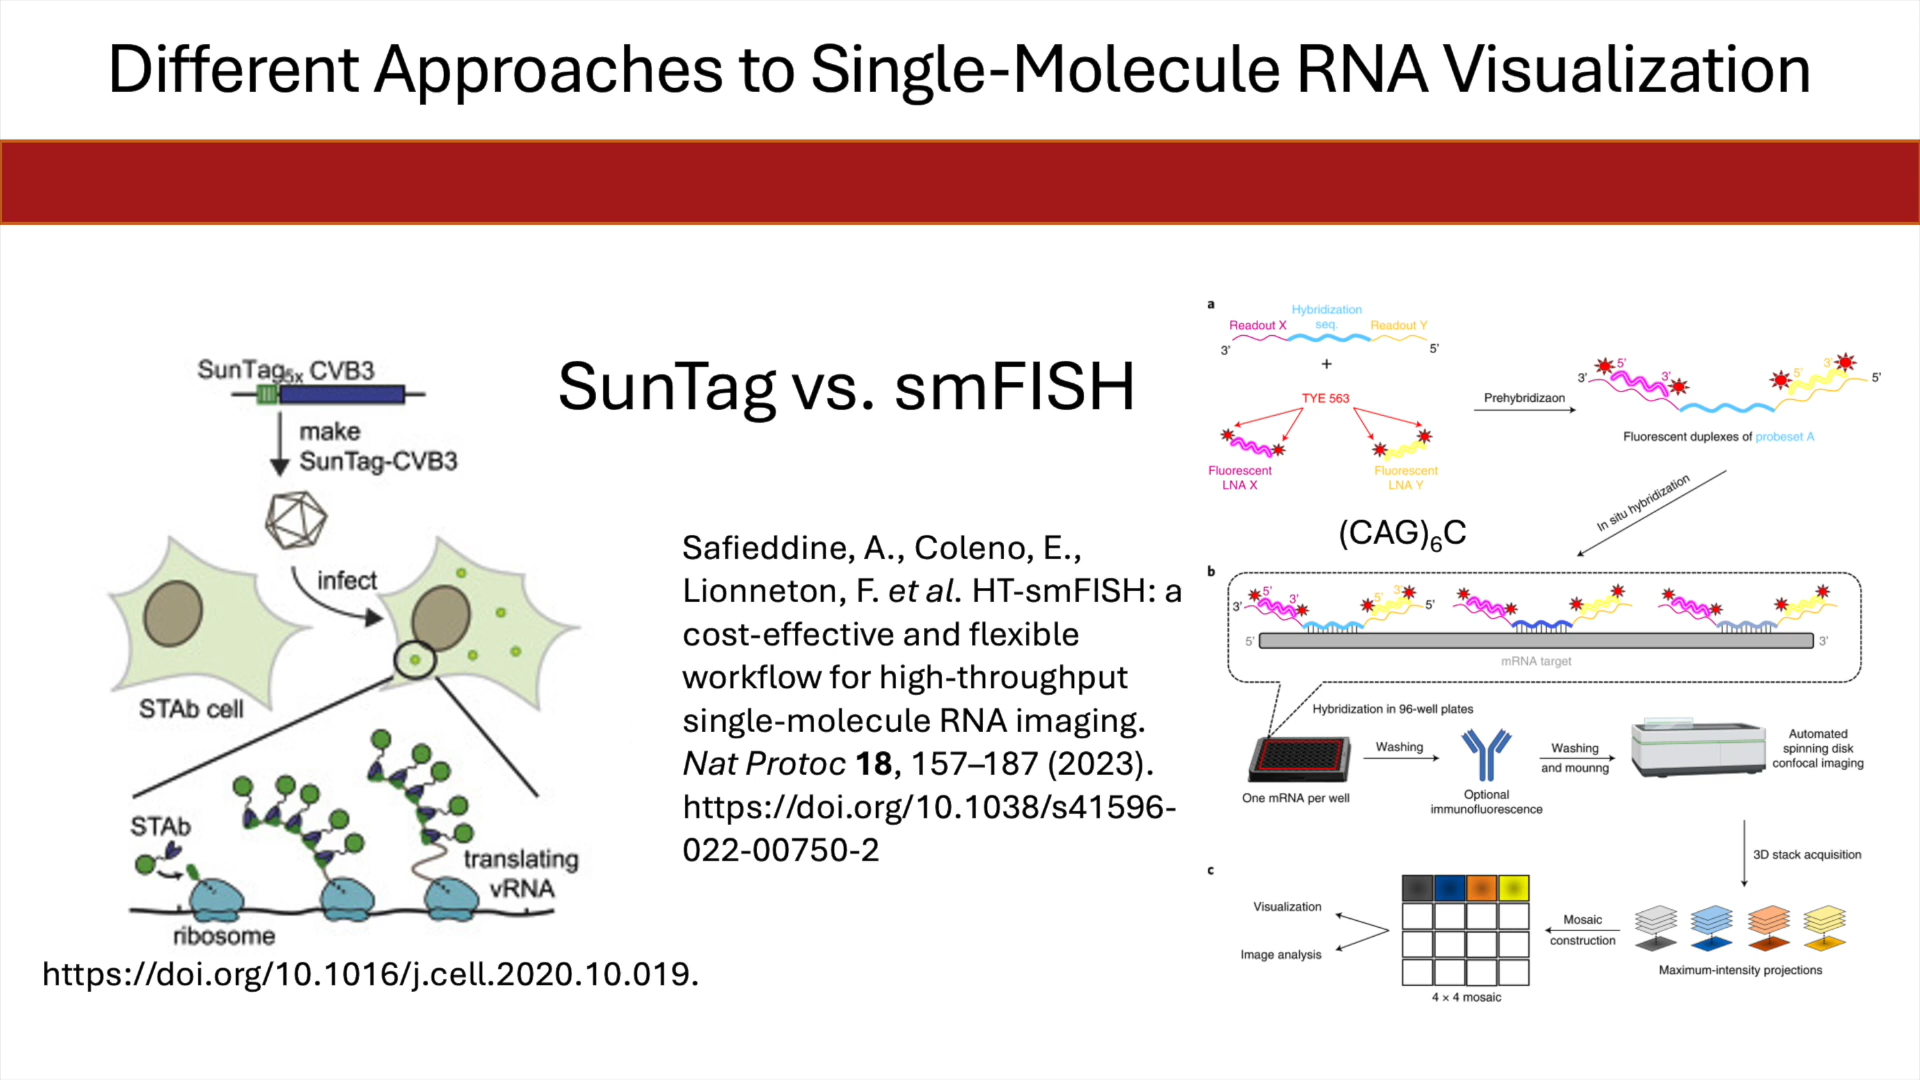 Different Approaches to Single-Molecule RNA Visualization
SunTag5x CVB3
make
SunTag-CVB3
infect
STAb cell
STAb
translating
vRNA
ribosome
https://doi.org/10.1016/j.cell.2020.10.019.
SunTag vs. smFISH
Safieddine, A., Coleno, E.,
Lionneton, F. et al. HT-smFISH: a
cost-effective and flexible
workflow for high-throughput
single-molecule RNA imaging.
Nat Protoc 18, 157–187 (2023).
https://doi.org/10.1038/s41596-
022-00750-2
a
Hybridization
seq.
Readout X
Readout Y
3’
5’
+
TYE 563
Fluorescent
LNA X
Fluorescent
LNA Y
Prehybridizaon
3’
5’
3’
5’
3’
5’
Fluorescent duplexes of probeset A
In situ hybridization
(CAG)6C
b
3’
5’
3’
5’
3’
5’
5’
3’
mRNA target
Hybridization in 96-well plates
One mRNA per well
Washing
Optional
immunofluorescence
Washing
and mounng
Automated
spinning disk
confocal imaging
3D stack acquisition
c
Visualization
Image analysis
4 × 4 mosaic
Mosaic
construction
Maximum-intensity projections